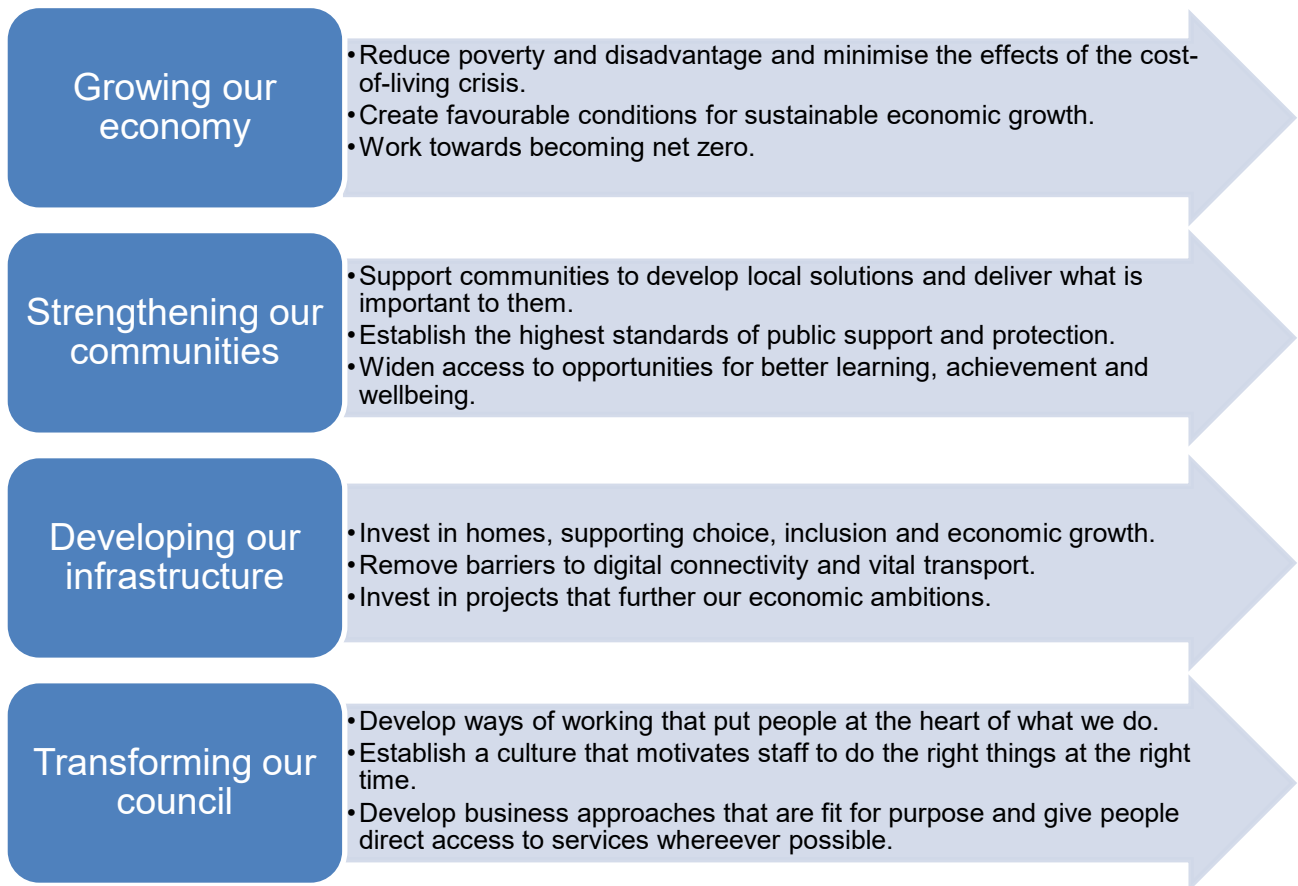 Growing our
economy
•Reduce poverty and disadvantage and minimise the effects of the cost-
of-living crisis.
•Create favourable conditions for sustainable economic growth.
•Work towards becoming net zero.
Strengthening our
communities
•Support communities to develop local solutions and deliver what is
important to them.
•Establish the highest standards of public support and protection.
•Widen access to opportunities for better learning, achievement and
wellbeing.
Developing our
infrastructure
•Invest in homes, supporting choice, inclusion and economic growth.
•Remove barriers to digital connectivity and vital transport.
•Invest in projects that further our economic ambitions.
Transforming our
council
•Develop ways of working that put people at the heart of what we do.
•Establish a culture that motivates staff to do the right things at the right
time.
•Develop business approaches that are fit for purpose and give people
direct access to services whereever possible.